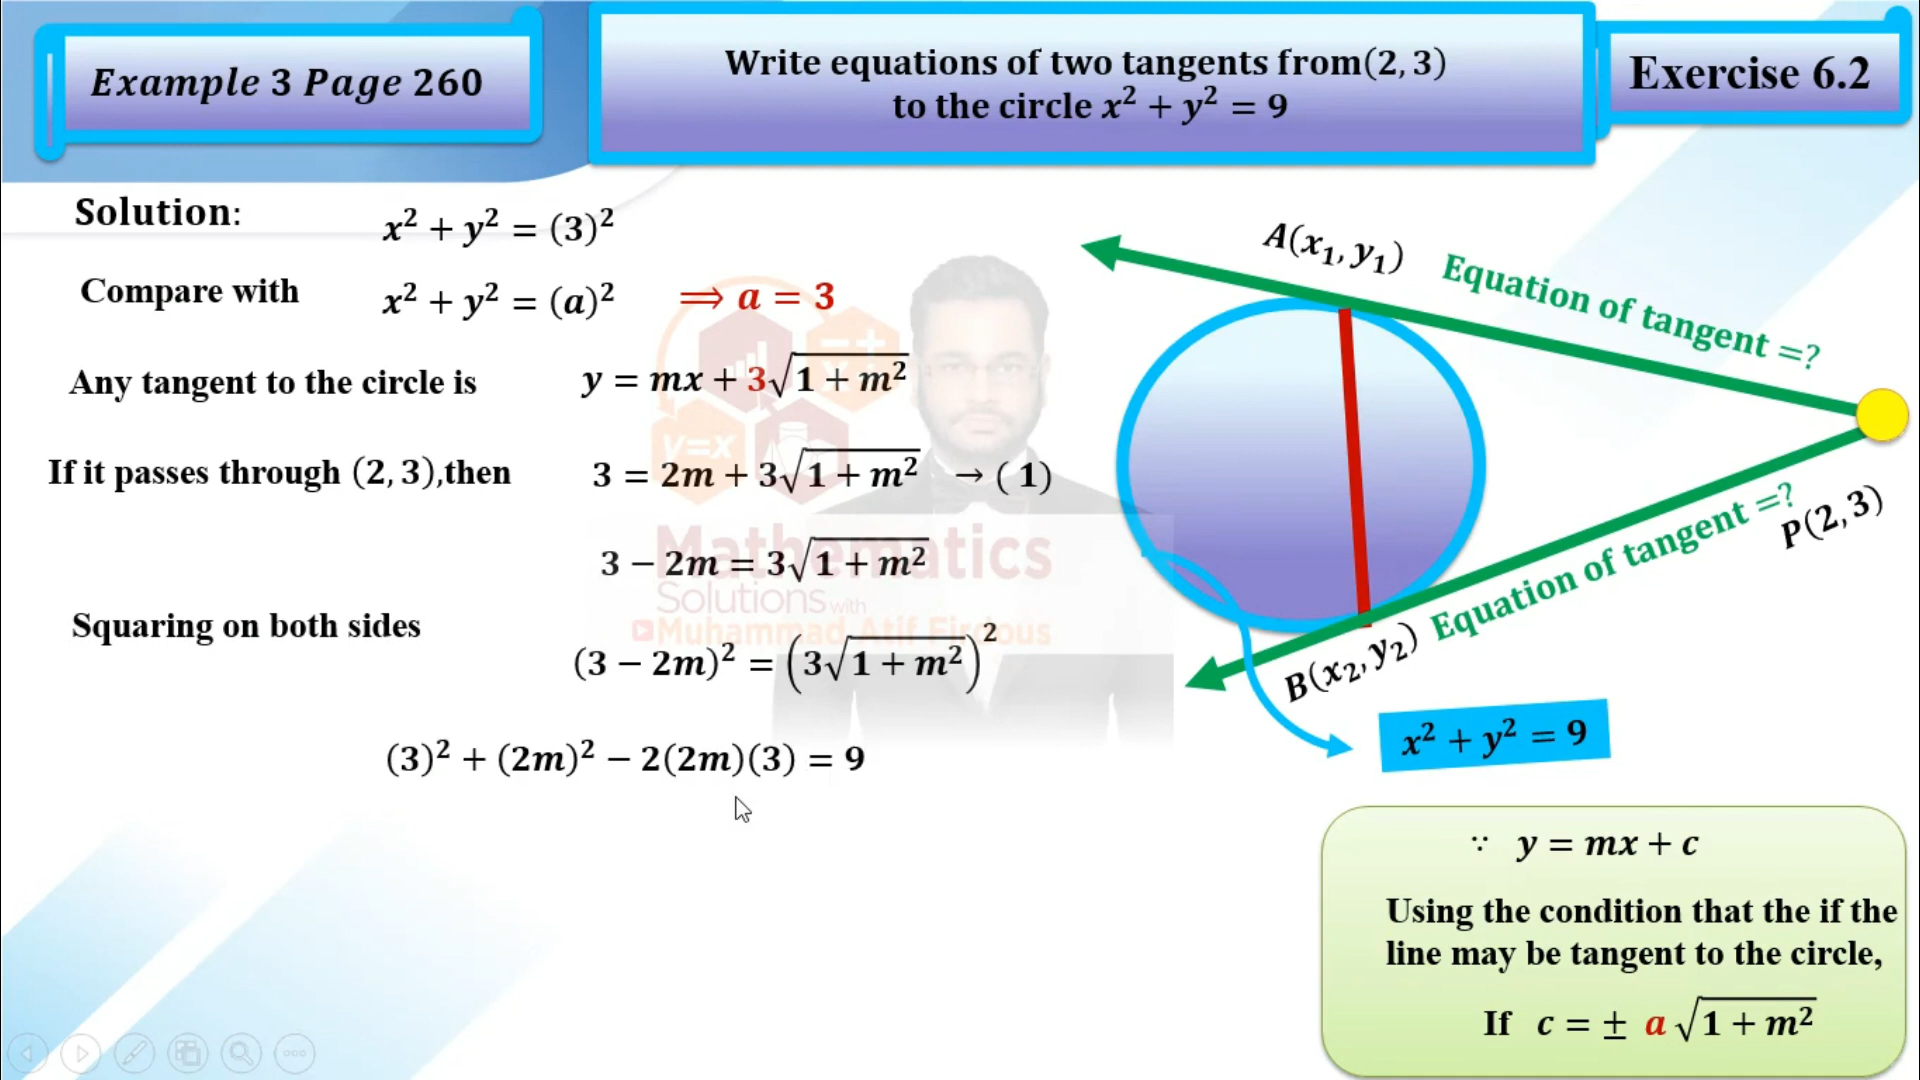 Example 3 Page 260
Write equations of two tangents from(2, 3)
to the circle x² + y² = 9
Exercise 6.2
Solution:
x² + y² = (3)²
Compare with
x² + y² = (a)²
⟹ a = 3
Any tangent to the circle is
y = mx + 3√(1 + m²)
If it passes through (2, 3),then
3 = 2m + 3√(1 + m²) → ( 1)
3 − 2m = 3√(1 + m²)
Squaring on both sides
(3 − 2m)² = (3√(1 + m²))²
(3)² + (2m)² − 2(2m)(3) = 9
Mathematics
Solutions with
Muhammad Atif Firdous
V=X
A(x₁, y₁)
Equation of tangent =?
P(2, 3)
Equation of tangent =?
B(x₂, y₂)
x² + y² = 9
∵ y = mx + c
Using the condition that the if the
line may be tangent to the circle,
If c = ± a √(1 + m²)